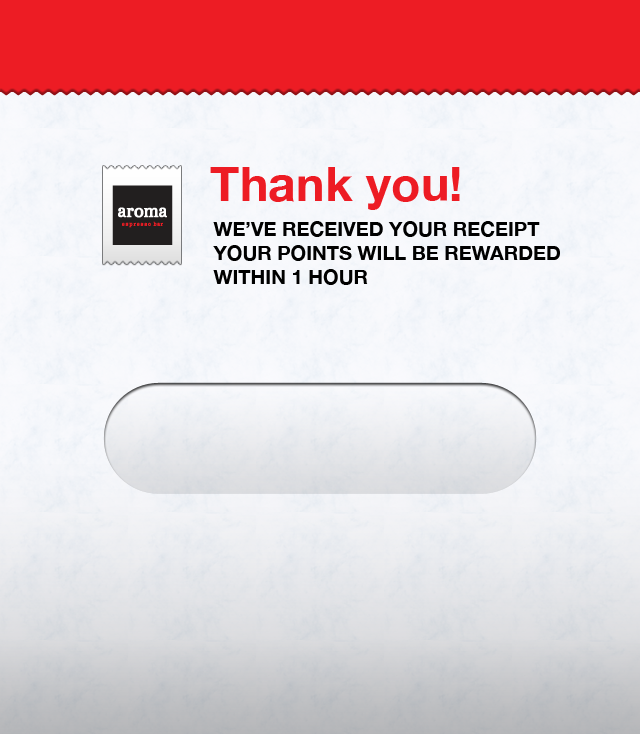 aroma
espresso bar
Thank you!
WE’VE RECEIVED YOUR RECEIPT
YOUR POINTS WILL BE REWARDED
WITHIN 1 HOUR